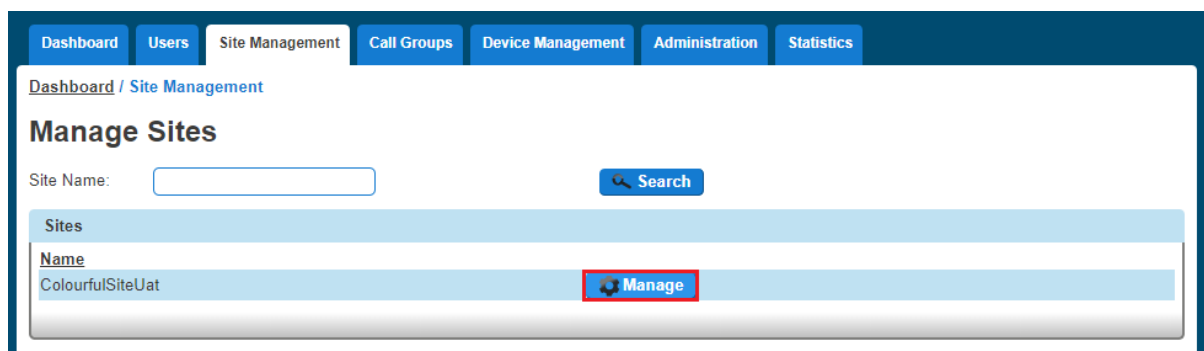 Dashboard Users Site Management Call Groups Device Management Administration Statistics
Dashboard / Site Management
Manage Sites
Site Name: Search
Sites
Name
ColourfulSiteUat Manage